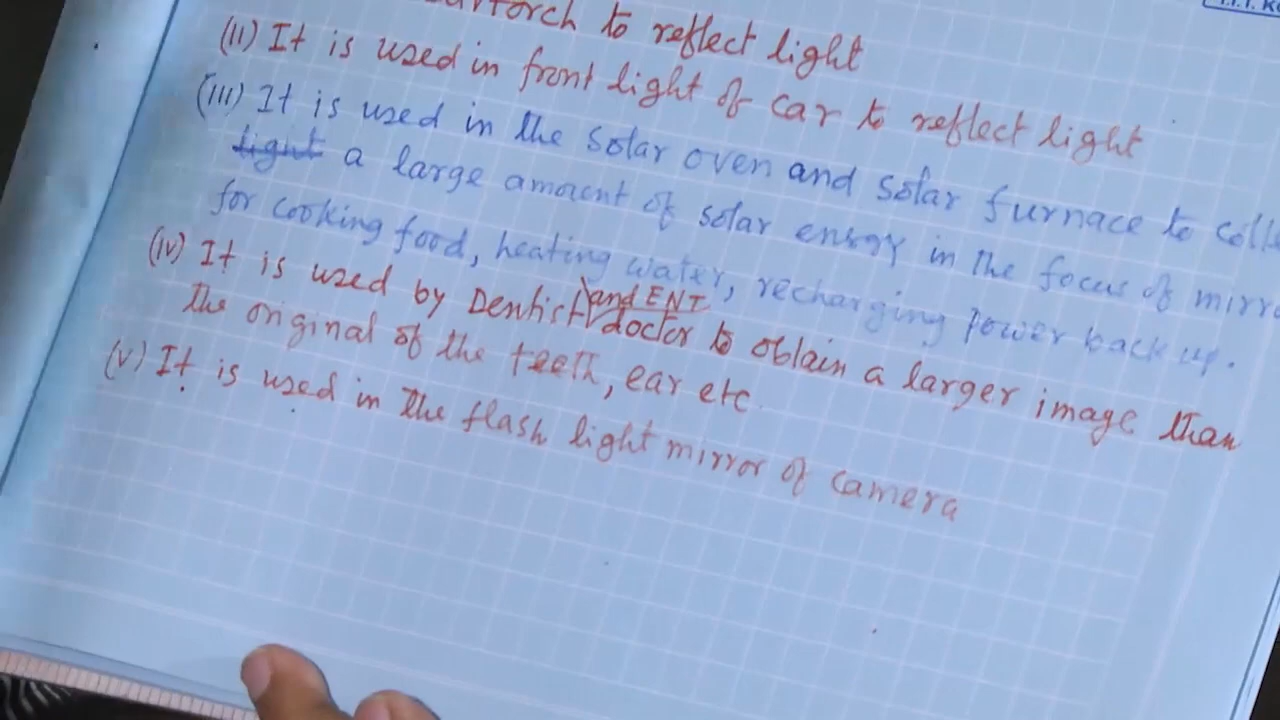 torch to reflect light
(ii) It is used in front light of car to reflect light
(iii) It is used in the solar oven and solar furnace to coll
light a large amount of solar energy in the focus of mirr
for cooking food, heating water, recharging power back up.
(iv) It is used by Dentist and ENT doctor to obtain a larger image than
the original of the teeth, ear etc.
(v) It is used in the flash light mirror of camera